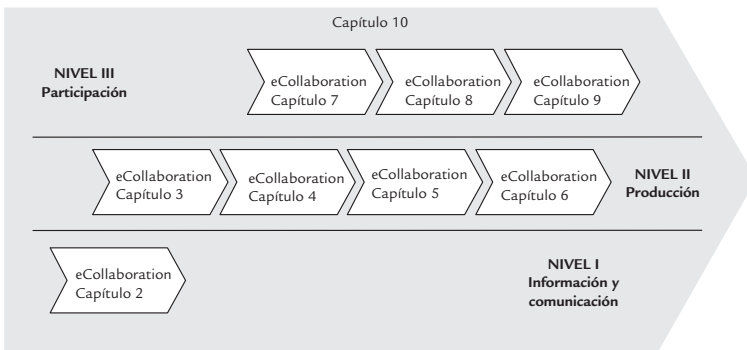 Capítulo 10
NIVEL III
Participación
eCollaboration
Capítulo 7
eCollaboration
Capítulo 8
eCollaboration
Capítulo 9
eCollaboration
Capítulo 3
eCollaboration
Capítulo 4
eCollaboration
Capítulo 5
eCollaboration
Capítulo 6
NIVEL II
Producción
eCollaboration
Capítulo 2
NIVEL I
Información y
comunicación